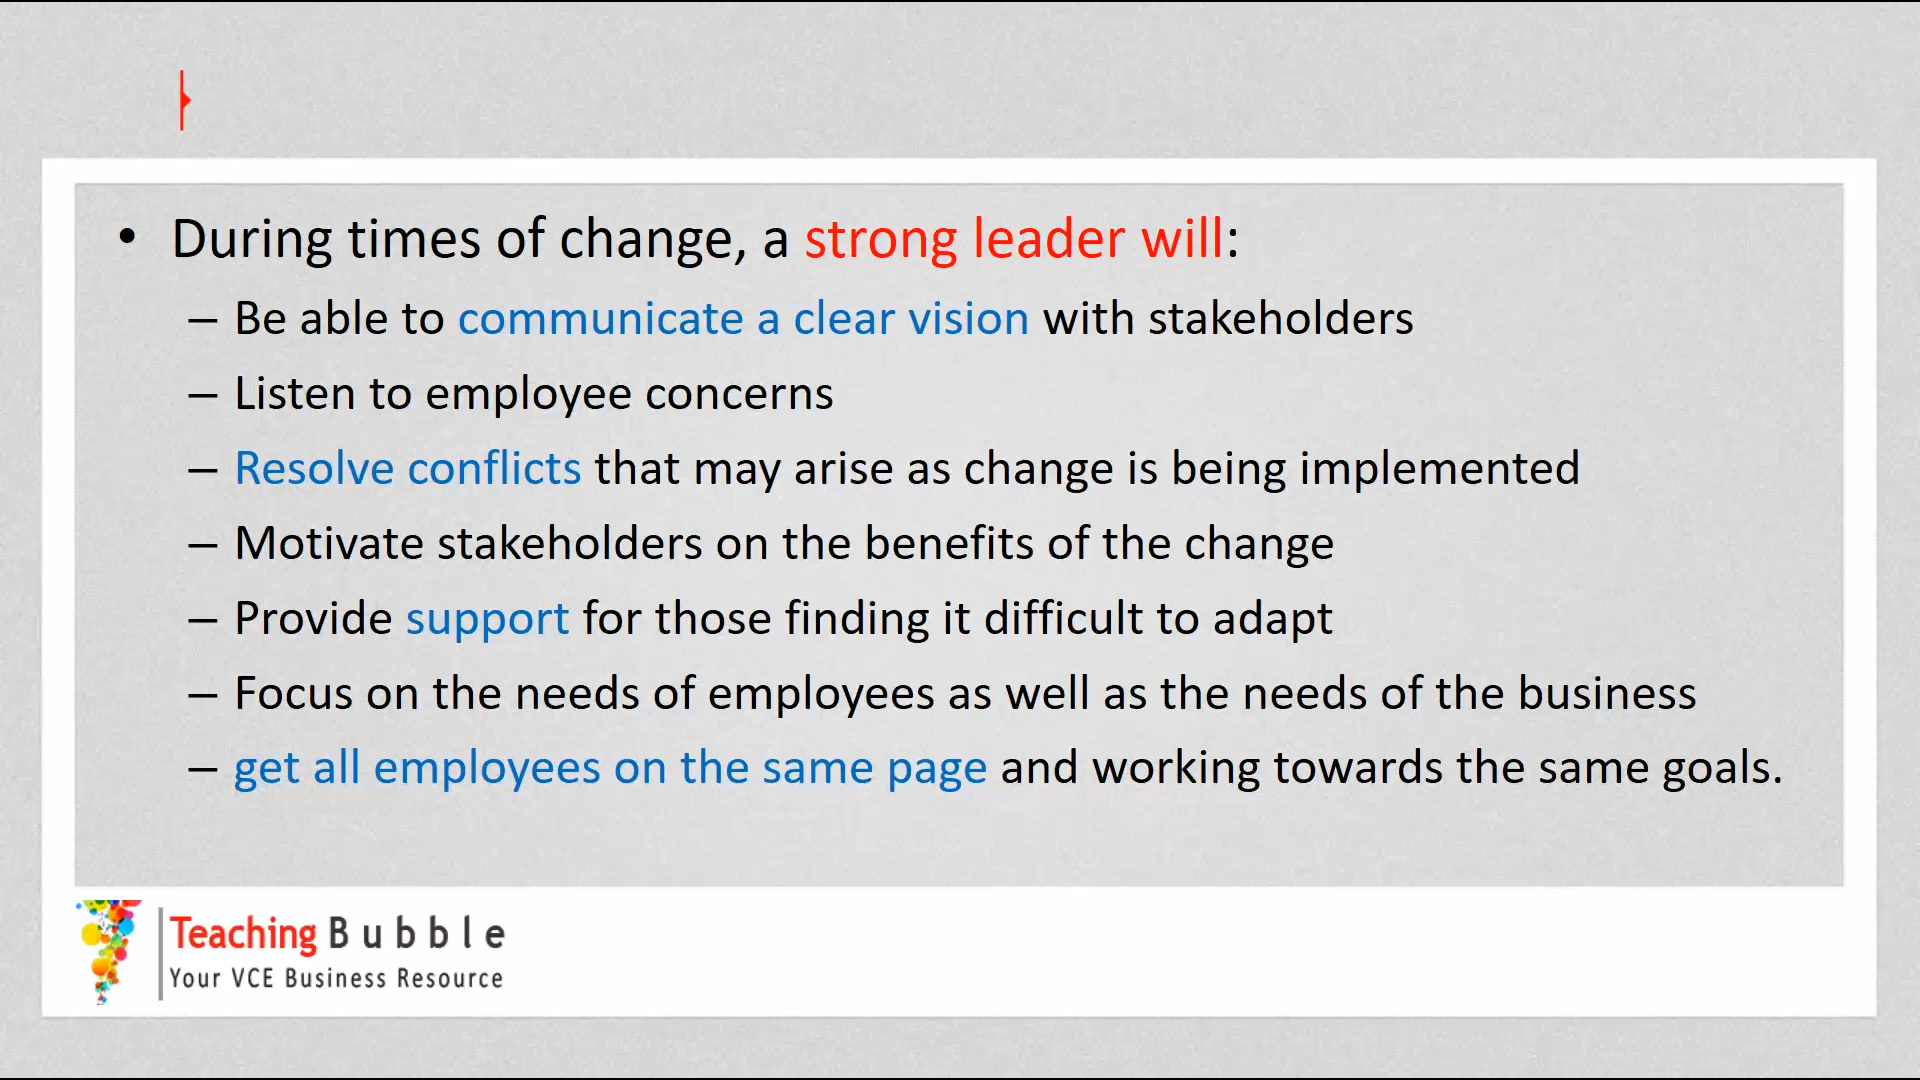 • During times of change, a strong leader will:
– Be able to communicate a clear vision with stakeholders
– Listen to employee concerns
– Resolve conflicts that may arise as change is being implemented
– Motivate stakeholders on the benefits of the change
– Provide support for those finding it difficult to adapt
– Focus on the needs of employees as well as the needs of the business
– get all employees on the same page and working towards the same goals.
Teaching Bubble
Your VCE Business Resource